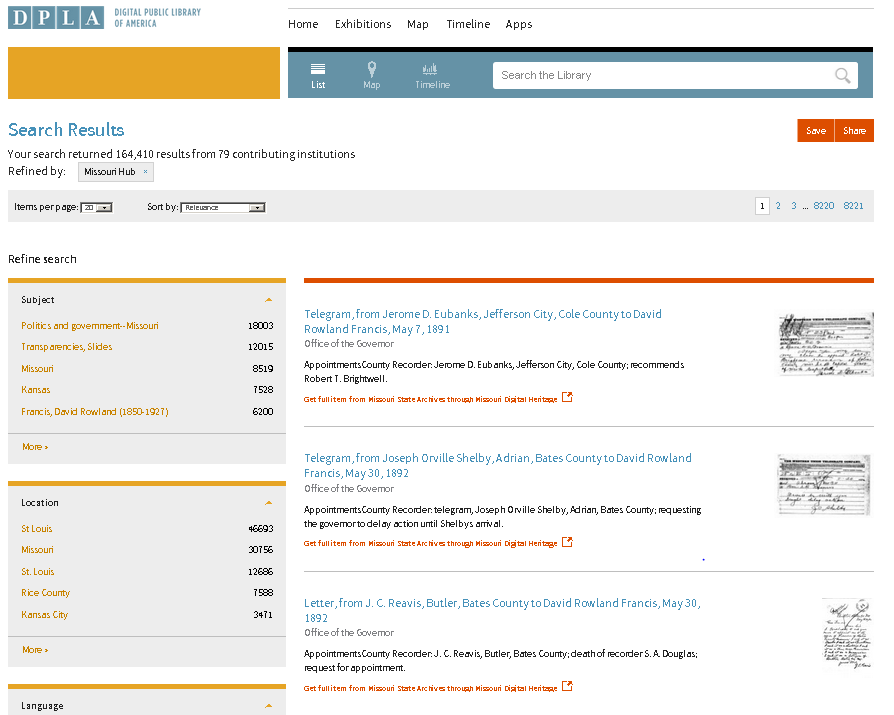 DPLA DIGITAL PUBLIC LIBRARY
OF AMERICA
Home Exhibitions Map Timeline Apps
List Map Timeline Search the Library
Search Results
Save Share
Your search returned 164,410 results from 79 contributing institutions
Refined by: Missouri Hub ×
Items per page: 20 Sort by: Relevance 1 2 3 ... 8220 8221
Refine search
Subject
Politics and government--Missouri 18003
Transparencies, Slides 12015
Missouri 8519
Kansas 7528
Francis, David Rowland (1850-1927) 6200
More >
Location
St Louis 46693
Missouri 30756
St. Louis 12686
Rice County 7588
Kansas City 3471
More >
Language
Telegram, from Jerome D. Eubanks, Jefferson City, Cole County to David
Rowland Francis, May 7, 1891
Office of the Governor
AppointmentsCounty Recorder: Jerome D. Eubanks, Jefferson City, Cole County; recommends
Robert T. Brightwell.
Get full item from Missouri State Archives through Missouri Digital Heritage
Telegram, from Joseph Orville Shelby, Adrian, Bates County to David Rowland
Francis, May 30, 1892
Office of the Governor
AppointmentsCounty Recorder: telegram, Joseph Orville Shelby, Adrian, Bates County; requesting
the governor to delay action until Shelbys arrival.
Get full item from Missouri State Archives through Missouri Digital Heritage
Letter, from J. C. Reavis, Butler, Bates County to David Rowland Francis, May 30,
1892
Office of the Governor
AppointmentsCounty Recorder: J. C. Reavis, Butler, Bates County; death of recorder S. A. Douglas;
request for appointment.
Get full item from Missouri State Archives through Missouri Digital Heritage